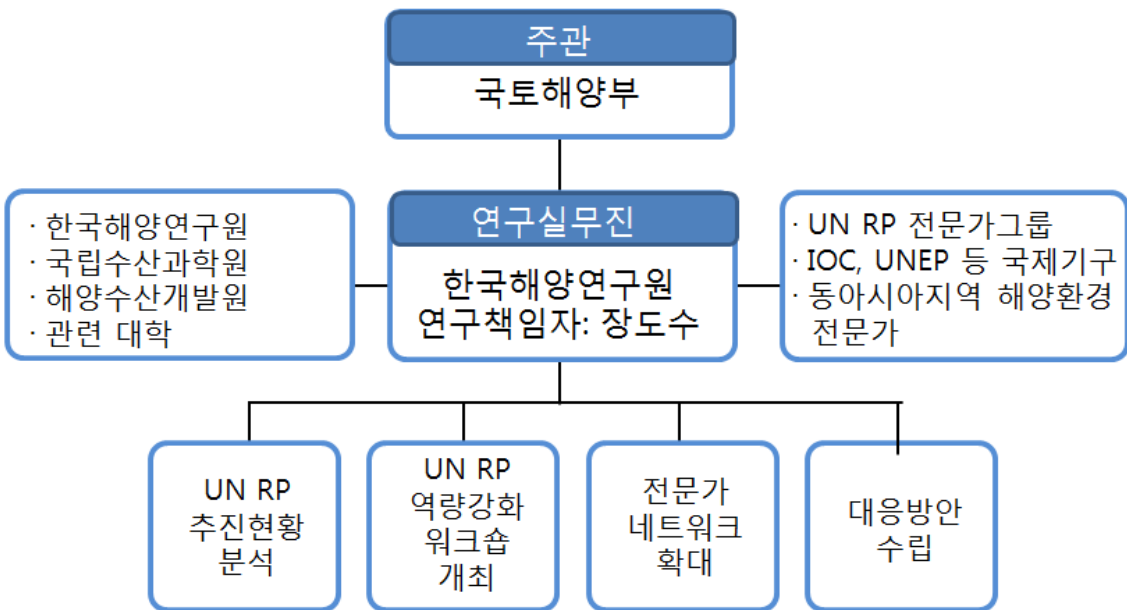 주관
국토해양부
· 한국해양연구원
· 국립수산과학원
· 해양수산개발원
· 관련 대학
연구실무진
한국해양연구원
연구책임자: 장도수
· UN RP 전문가그룹
· IOC, UNEP 등 국제기구
· 동아시아지역 해양환경
전문가
UN RP
추진현황
분석
UN RP
역량강화
워크숍
개최
전문가
네트워크
확대
대응방안
수립